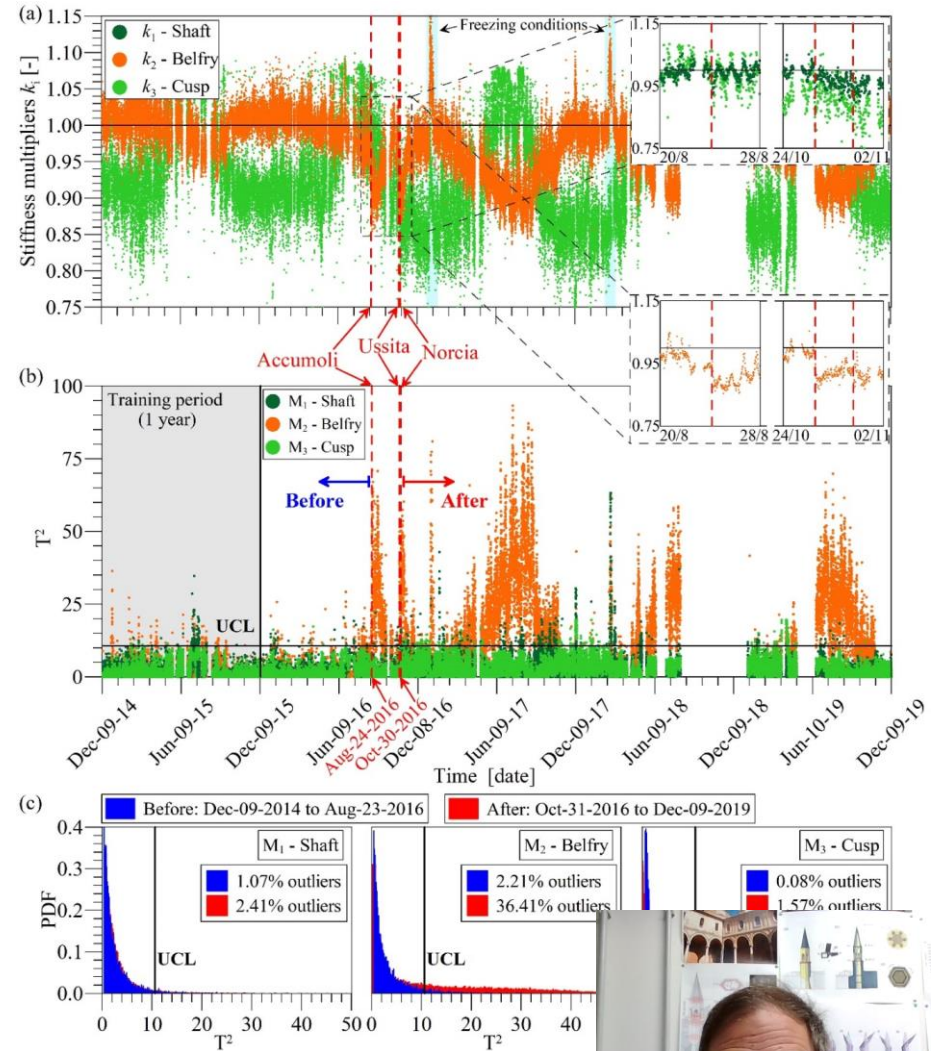 (a)
1.15
1.10
1.05
1.00
0.95
0.90
0.85
0.80
0.75
Stiffness multipliers kᵢ [-]
k₁ - Shaft
k₂ - Belfry
k₃ - Cusp
Freezing conditions
1.15
0.95
0.75
20/8
28/8
24/10
02/11
1.15
0.95
0.75
20/8
28/8
24/10
02/11
Accumoli
Ussita
Norcia
(b)
100
75
50
25
0
T²
Training period
(1 year)
M₁ - Shaft
M₂ - Belfry
M₃ - Cusp
Before
After
UCL
Dec-09-14
Jun-09-15
Dec-09-15
Jun-09-16
Aug-24-2016
Oct-30-2016
Dec-08-16
Jun-09-17
Dec-09-17
Jun-09-18
Dec-09-18
Jun-10-19
Dec-09-19
Time [date]
(c)
Before: Dec-09-2014 to Aug-23-2016
After: Oct-31-2016 to Dec-09-2019
0.4
0.3
0.2
0.1
0.0
PDF
M₁ - Shaft
1.07% outliers
2.41% outliers
UCL
0
10
20
30
40
50
T²
M₂ - Belfry
2.21% outliers
36.41% outliers
UCL
0
10
20
30
40
T²
M₃ - Cusp
0.08% outliers
1.57% outliers